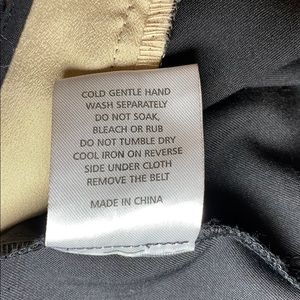 COLD GENTLE HAND
WASH SEPARATELY
DO NOT SOAK,
BLEACH OR RUB
DO NOT TUMBLE DRY
COOL IRON ON REVERSE
SIDE UNDER CLOTH
REMOVE THE BELT
MADE IN CHINA